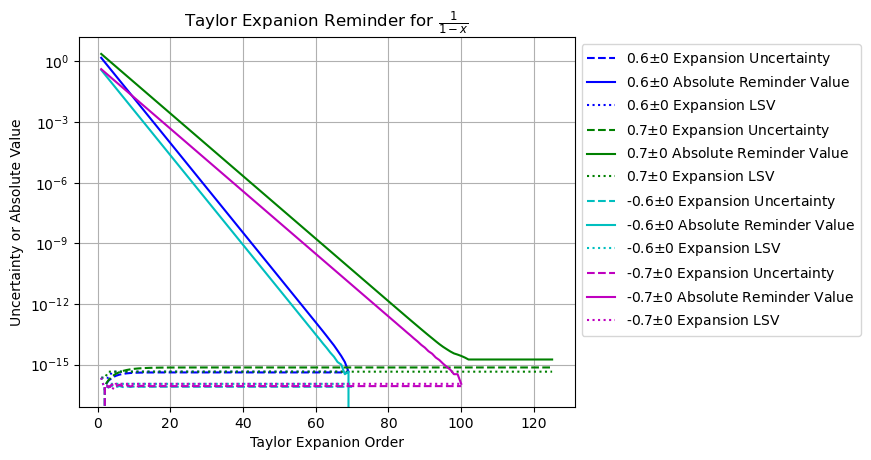 Taylor Expanion Reminder for 1/(1−x)
Uncertainty or Absolute Value
10^0
10^−3
10^−6
10^−9
10^−12
10^−15
0 20 40 60 80 100 120
Taylor Expanion Order
0.6±0 Expansion Uncertainty
0.6±0 Absolute Reminder Value
0.6±0 Expansion LSV
0.7±0 Expansion Uncertainty
0.7±0 Absolute Reminder Value
0.7±0 Expansion LSV
-0.6±0 Expansion Uncertainty
-0.6±0 Absolute Reminder Value
-0.6±0 Expansion LSV
-0.7±0 Expansion Uncertainty
-0.7±0 Absolute Reminder Value
-0.7±0 Expansion LSV